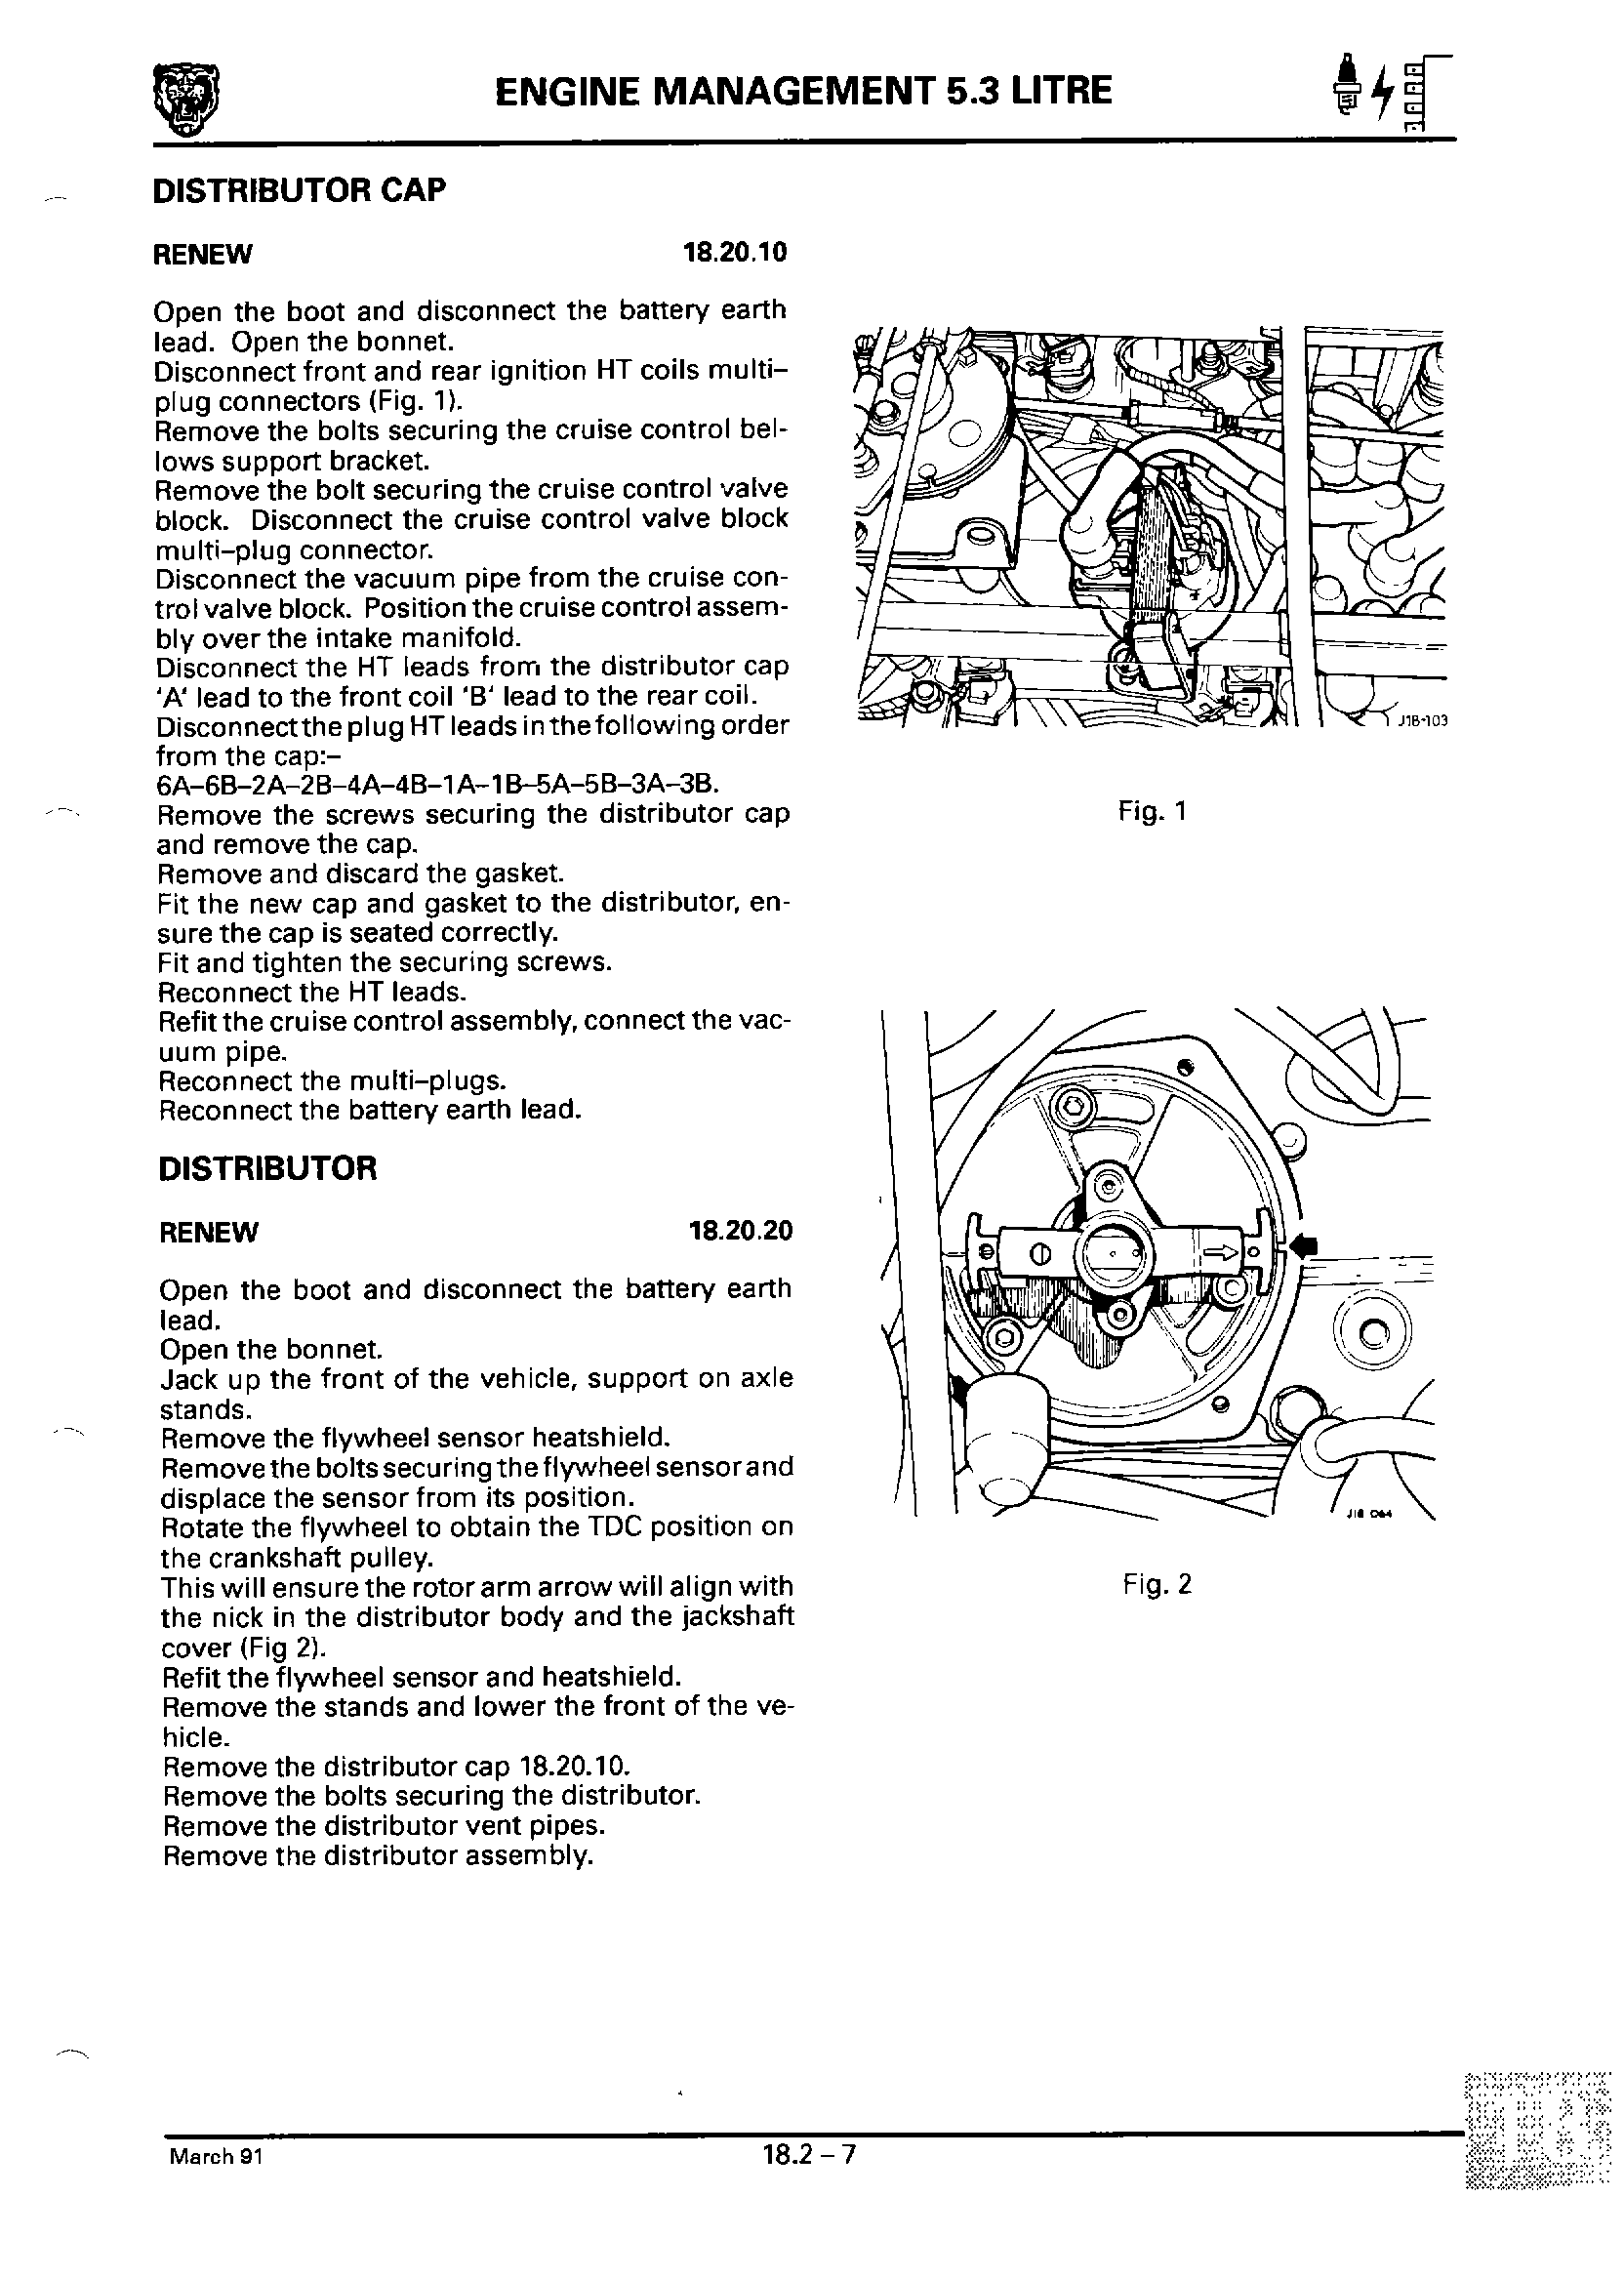 ENGINE MANAGEMENT 5.3 LITRE
DISTRIBUTOR CAP
RENEW 18.20.10
Open the boot and disconnect the battery earth
lead. Open the bonnet.
Disconnect front and rear ignition HT coils multi–
plug connectors (Fig. 1).
Remove the bolts securing the cruise control bel-
lows support bracket.
Remove the bolt securing the cruise control valve
block. Disconnect the cruise control valve block
multi–plug connector.
Disconnect the vacuum pipe from the cruise con-
trol valve block. Position the cruise control assem-
bly over the intake manifold.
Disconnect the HT leads from the distributor cap
'A' lead to the front coil 'B' lead to the rear coil.
Disconnect the plug HT leads in the following order
from the cap:–
6A–6B–2A–2B–4A–4B–1A–1B–5A–5B–3A–3B.
Remove the screws securing the distributor cap
and remove the cap.
Remove and discard the gasket.
Fit the new cap and gasket to the distributor, en-
sure the cap is seated correctly.
Fit and tighten the securing screws.
Reconnect the HT leads.
Refit the cruise control assembly, connect the vac-
uum pipe.
Reconnect the multi–plugs.
Reconnect the battery earth lead.
DISTRIBUTOR
RENEW 18.20.20
Open the boot and disconnect the battery earth
lead.
Open the bonnet.
Jack up the front of the vehicle, support on axle
stands.
Remove the flywheel sensor heatshield.
Remove the bolts securing the flywheel sensor and
displace the sensor from its position.
Rotate the flywheel to obtain the TDC position on
the crankshaft pulley.
This will ensure the rotor arm arrow will align with
the nick in the distributor body and the jackshaft
cover (Fig 2).
Refit the flywheel sensor and heatshield.
Remove the stands and lower the front of the ve-
hicle.
Remove the distributor cap 18.20.10.
Remove the bolts securing the distributor.
Remove the distributor vent pipes.
Remove the distributor assembly.
J18-103
Fig. 1
J18 064
Fig. 2
March 91
18.2 – 7